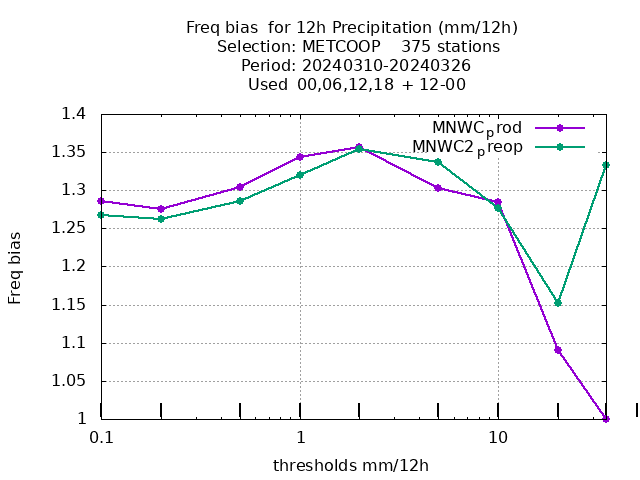 Freq bias  for 12h Precipitation (mm/12h)
Selection: METCOOP    375 stations
Period: 20240310-20240326
Used  00,06,12,18 + 12-00
1.4
1.35
1.3
1.25
1.2
1.15
1.1
1.05
1
Freq bias
MNWCprod
MNWC2preop
0.1
1
10
thresholds mm/12h